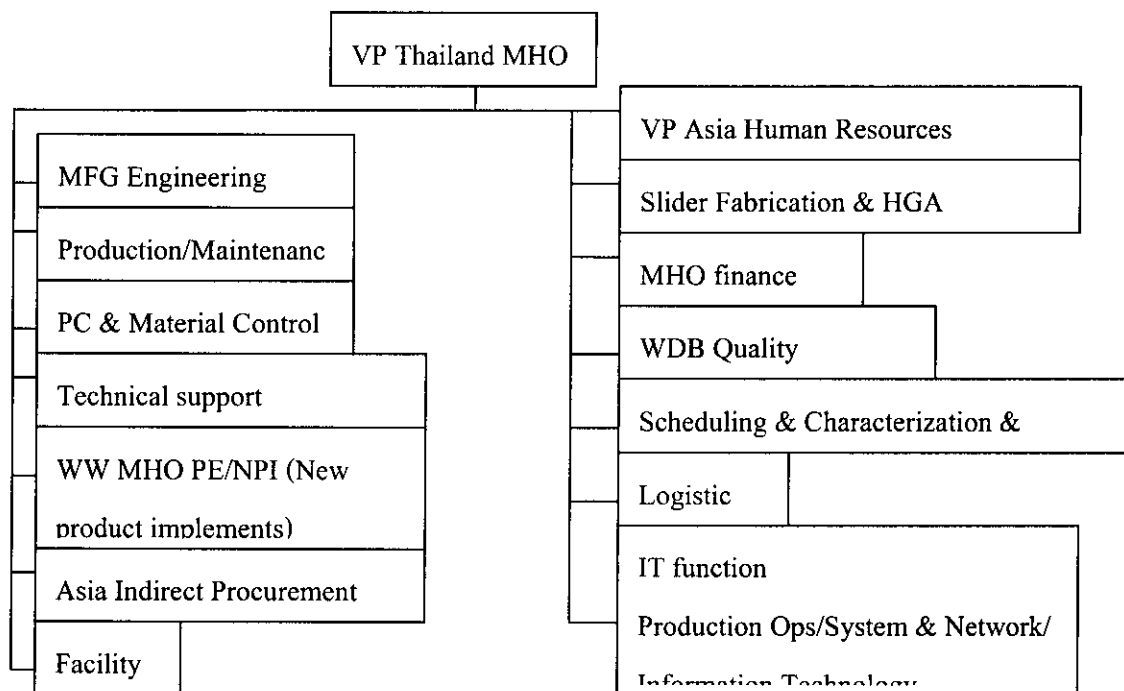 VP Thailand MHO
MFG Engineering
Production/Maintenanc
PC & Material Control
Technical support
WW MHO PE/NPI (New
product implements)
Asia Indirect Procurement
Facility
VP Asia Human Resources
Slider Fabrication & HGA
MHO finance
WDB Quality
Scheduling & Characterization &
Logistic
IT function
Production Ops/System & Network/
Information Technology